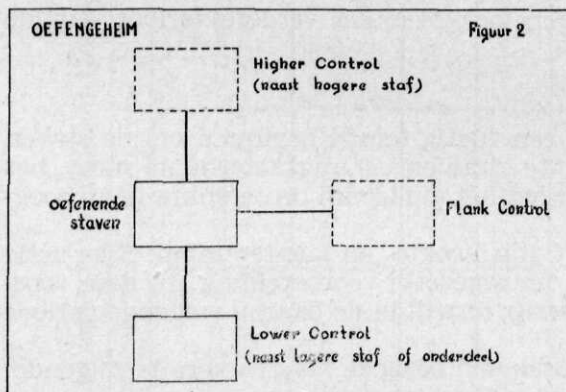 OEFENGEHEIM
Figuur 2
Higher Control
(naast hogere staf)
oefenende
staven
Flank Control
Lower Control
(naast lagere staf of onderdeel)